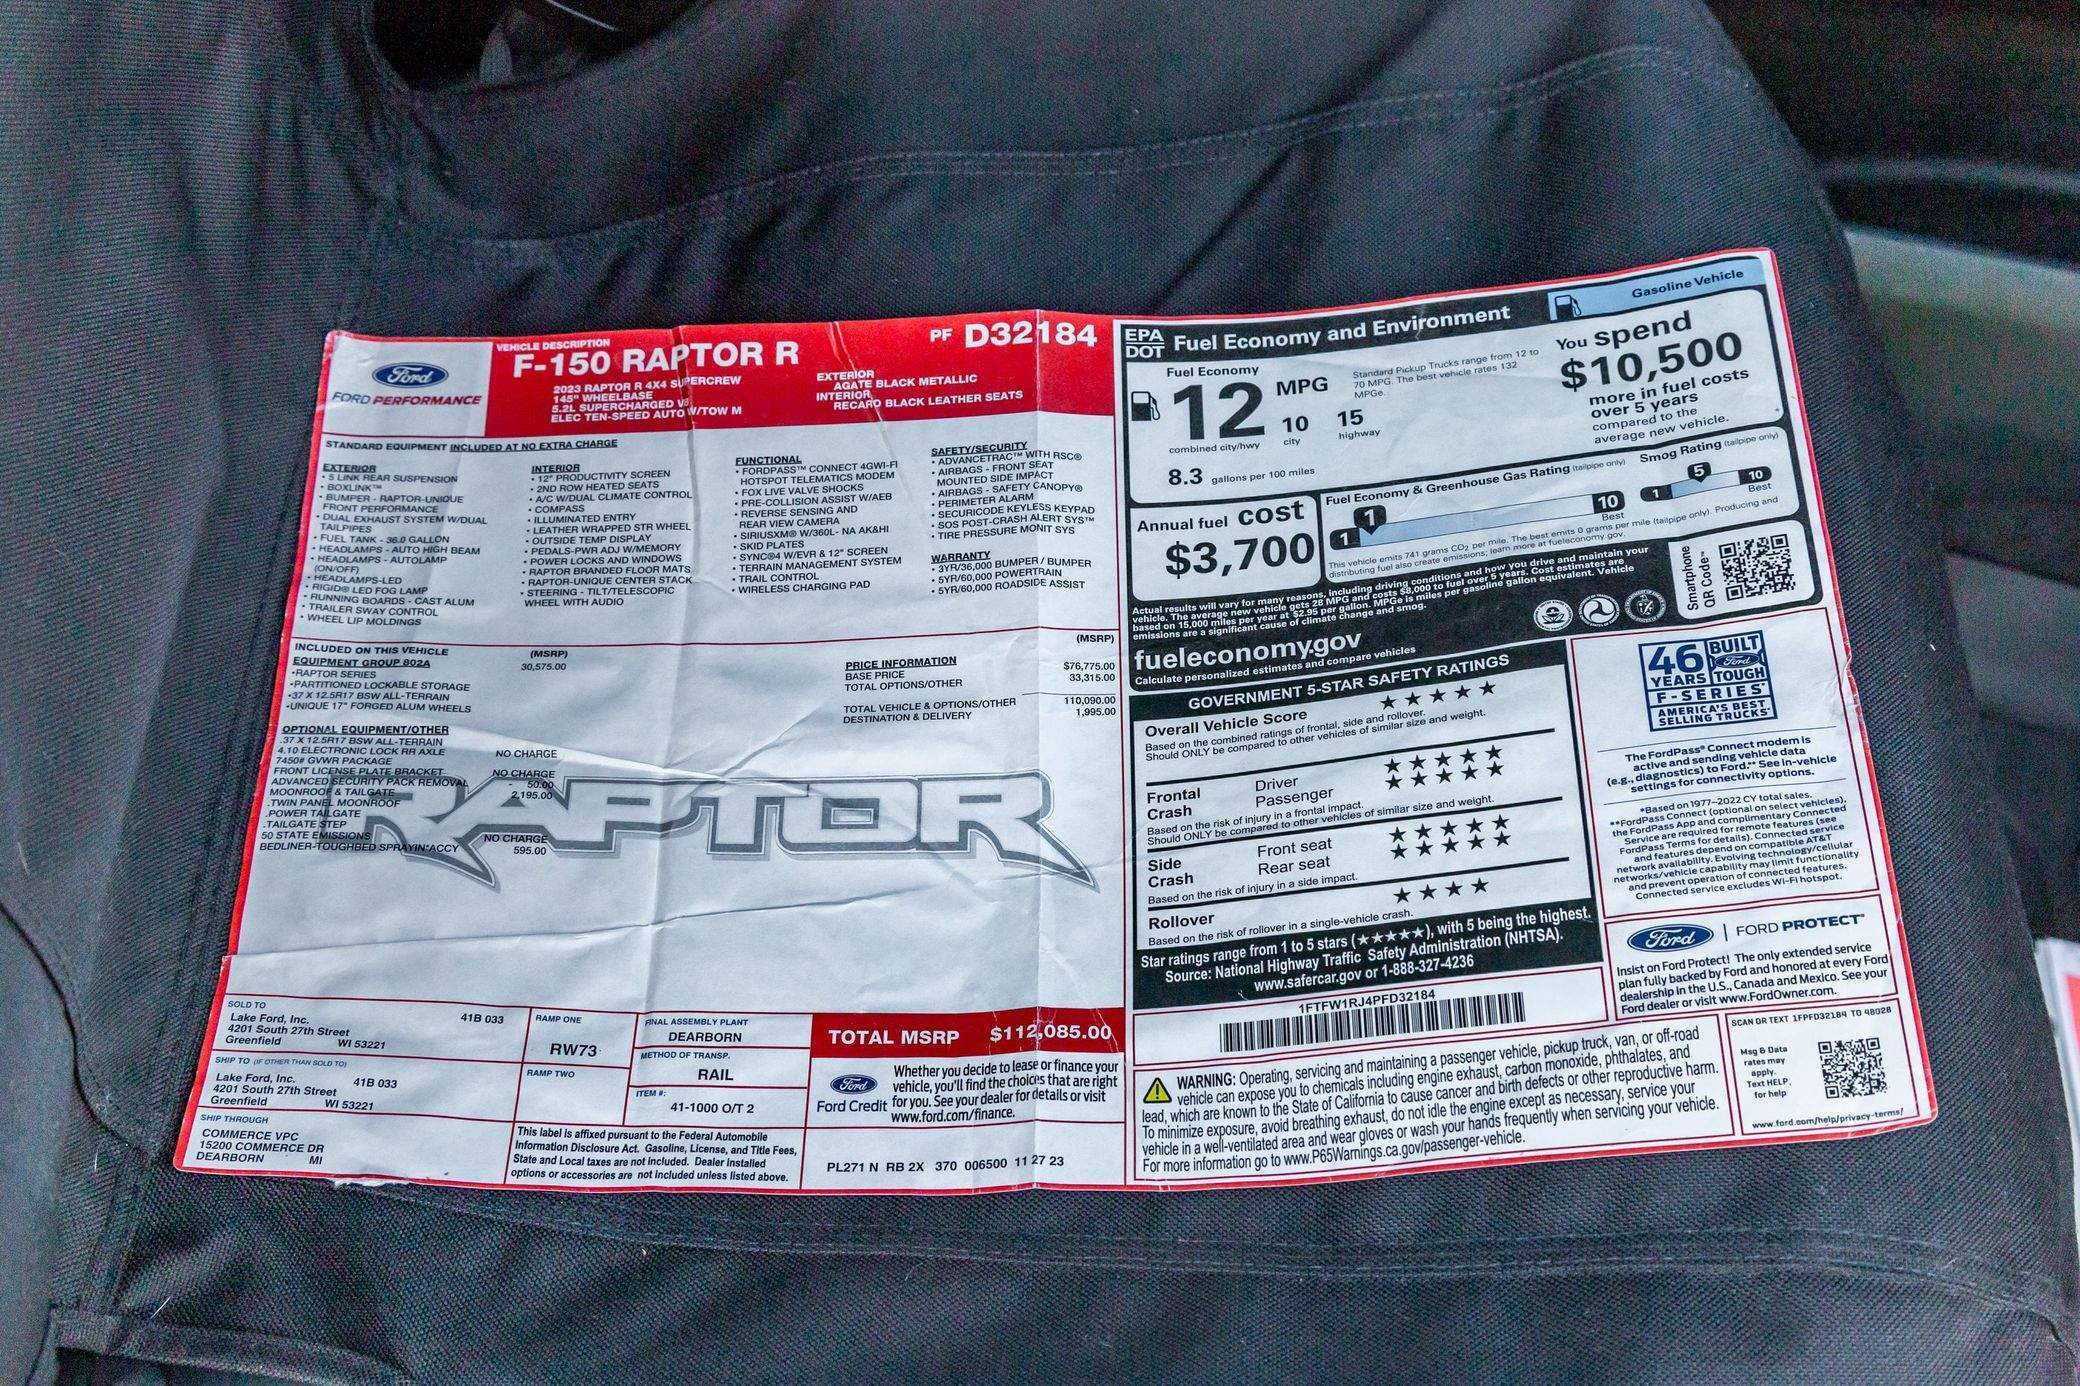 Ford
FORD PERFORMANCE
VEHICLE DESCRIPTION
F-150 RAPTOR R
2023 RAPTOR R 4X4 SUPERCREW
145" WHEELBASE
5.2L SUPERCHARGED V8
ELEC TEN-SPEED AUTO W/TOW M
PF D32184
EXTERIOR
AGATE BLACK METALLIC
INTERIOR
RECARO BLACK LEATHER SEATS
STANDARD EQUIPMENT INCLUDED AT NO EXTRA CHARGE
EXTERIOR
• 5 LINK REAR SUSPENSION
• BOXLINK™
• BUMPER - RAPTOR-UNIQUE
FRONT PERFORMANCE
• DUAL EXHAUST SYSTEM W/DUAL
TAILPIPES
• FUEL TANK - 36.0 GALLON
• HEADLAMPS - AUTO HIGH BEAM
• HEADLAMPS - AUTOLAMP
(ON/OFF)
• HEADLAMPS-LED
• RIGID® LED FOG LAMP
• RUNNING BOARDS - CAST ALUM
• TRAILER SWAY CONTROL
• WHEEL LIP MOLDINGS
INTERIOR
• 12" PRODUCTIVITY SCREEN
• 2ND ROW HEATED SEATS
• A/C W/DUAL CLIMATE CONTROL
• COMPASS
• ILLUMINATED ENTRY
• LEATHER WRAPPED STR WHEEL
• OUTSIDE TEMP DISPLAY
• PEDALS-PWR ADJ W/MEMORY
• POWER LOCKS AND WINDOWS
• RAPTOR BRANDED FLOOR MATS
• RAPTOR-UNIQUE CENTER STACK
• STEERING - TILT/TELESCOPIC
WHEEL WITH AUDIO
FUNCTIONAL
• FORDPASS™ CONNECT 4GWI-FI
HOTSPOT TELEMATICS MODEM
• FOX LIVE VALVE SHOCKS
• PRE-COLLISION ASSIST W/AEB
• REVERSE SENSING AND
REAR VIEW CAMERA
• SIRIUSXM® W/360L- NA AK&HI
• SKID PLATES
• SYNC®4 W/EVR & 12" SCREEN
• TERRAIN MANAGEMENT SYSTEM
• TRAIL CONTROL
• WIRELESS CHARGING PAD
SAFETY/SECURITY
• ADVANCETRAC™ WITH RSC®
• AIRBAGS - FRONT SEAT
MOUNTED SIDE IMPACT
• AIRBAGS - SAFETY CANOPY®
• PERIMETER ALARM
• SECURICODE KEYLESS KEYPAD
• SOS POST-CRASH ALERT SYS™
• TIRE PRESSURE MONIT SYS
WARRANTY
• 3YR/36,000 BUMPER / BUMPER
• 5YR/60,000 POWERTRAIN
• 5YR/60,000 ROADSIDE ASSIST
INCLUDED ON THIS VEHICLE (MSRP)
EQUIPMENT GROUP 802A 30,575.00
•RAPTOR SERIES
•PARTITIONED LOCKABLE STORAGE
•37 X 12.5R17 BSW ALL-TERRAIN
•UNIQUE 17" FORGED ALUM WHEELS
OPTIONAL EQUIPMENT/OTHER
.37 X 12.5R17 BSW ALL-TERRAIN
4.10 ELECTRONIC LOCK RR AXLE NO CHARGE
7450# GVWR PACKAGE
FRONT LICENSE PLATE BRACKET NO CHARGE
ADVANCED SECURITY PACK REMOVAL - 50.00
MOONROOF & TAILGATE 2,195.00
.TWIN PANEL MOONROOF
.POWER TAILGATE
.TAILGATE STEP
50 STATE EMISSIONS NO CHARGE
BEDLINER-TOUGHBED SPRAYIN*ACCY 595.00
(MSRP)
PRICE INFORMATION
BASE PRICE $76,775.00
TOTAL OPTIONS/OTHER 33,315.00
TOTAL VEHICLE & OPTIONS/OTHER 110,090.00
DESTINATION & DELIVERY 1,995.00
RAPTOR
SOLD TO
Lake Ford, Inc. 41B 033
4201 South 27th Street
Greenfield WI 53221
SHIP TO (IF OTHER THAN SOLD TO)
Lake Ford, Inc. 41B 033
4201 South 27th Street
Greenfield WI 53221
SHIP THROUGH
COMMERCE VPC
15200 COMMERCE DR
DEARBORN MI
RAMP ONE
RW73
RAMP TWO
FINAL ASSEMBLY PLANT
DEARBORN
METHOD OF TRANSP.
RAIL
ITEM #:
41-1000 O/T 2
This label is affixed pursuant to the Federal Automobile
Information Disclosure Act. Gasoline, License, and Title Fees,
State and Local taxes are not included. Dealer installed
options or accessories are not included unless listed above.
TOTAL MSRP $112,085.00
Ford
Ford Credit
Whether you decide to lease or finance your
vehicle, you'll find the choices that are right
for you. See your dealer for details or visit
www.ford.com/finance.
PL271 N RB 2X 370 006500 11 27 23
EPA
DOT
Fuel Economy and Environment
Gasoline Vehicle
Fuel Economy
12 MPG
combined city/hwy
10
city
15
highway
8.3 gallons per 100 miles
Standard Pickup Trucks range from 12 to
70 MPG. The best vehicle rates 132
MPGe.
You Spend
$10,500
more in fuel costs
over 5 years
compared to the
average new vehicle.
Annual fuel cost
$3,700
Fuel Economy & Greenhouse Gas Rating (tailpipe only)
1
1
10
Best
Smog Rating (tailpipe only)
5
1
10
Best
This vehicle emits 741 grams CO2 per mile. The best emits 0 grams per mile (tailpipe only). Producing and
distributing fuel also create emissions; learn more at fueleconomy.gov.
Actual results will vary for many reasons, including driving conditions and how you drive and maintain your
vehicle. The average new vehicle gets 28 MPG and costs $8,000 to fuel over 5 years. Cost estimates are
based on 15,000 miles per year at $2.95 per gallon. MPGe is miles per gasoline gallon equivalent. Vehicle
emissions are a significant cause of climate change and smog.
fueleconomy.gov
Calculate personalized estimates and compare vehicles
Smartphone
QR Code™
GOVERNMENT 5-STAR SAFETY RATINGS
Overall Vehicle Score ★★★★★
Based on the combined ratings of frontal, side and rollover.
Should ONLY be compared to other vehicles of similar size and weight.
Frontal
Crash
Driver ★★★★★
Passenger ★★★★★
Based on the risk of injury in a frontal impact.
Should ONLY be compared to other vehicles of similar size and weight.
Side
Crash
Front seat ★★★★★
Rear seat ★★★★★
Based on the risk of injury in a side impact.
Rollover ★★★★
Based on the risk of rollover in a single-vehicle crash.
Star ratings range from 1 to 5 stars (★★★★★), with 5 being the highest.
Source: National Highway Traffic Safety Administration (NHTSA).
www.safercar.gov or 1-888-327-4236
46
YEARS
BUILT
Ford
TOUGH
F-SERIES
AMERICA'S BEST
SELLING TRUCKS*
The FordPass® Connect modem is
active and sending vehicle data
(e.g., diagnostics) to Ford.** See in-vehicle
settings for connectivity options.
*Based on 1977–2022 CY total sales.
**FordPass Connect (optional on select vehicles),
the FordPass App and complimentary Connected
Service are required for remote features (see
FordPass Terms for details). Connected service
and features depend on compatible AT&T
network availability. Evolving technology/cellular
networks/vehicle capability may limit functionality
and prevent operation of connected features.
Connected service excludes Wi-Fi hotspot.
Ford | FORD PROTECT
Insist on Ford Protect! The only extended service
plan fully backed by Ford and honored at every Ford
dealership in the U.S., Canada and Mexico. See your
Ford dealer or visit www.FordOwner.com.
1FTFW1RJ4PFD32184
WARNING: Operating, servicing and maintaining a passenger vehicle, pickup truck, van, or off-road
vehicle can expose you to chemicals including engine exhaust, carbon monoxide, phthalates, and
lead, which are known to the State of California to cause cancer and birth defects or other reproductive harm.
To minimize exposure, avoid breathing exhaust, do not idle the engine except as necessary, service your
vehicle in a well-ventilated area and wear gloves or wash your hands frequently when servicing your vehicle.
For more information go to www.P65Warnings.ca.gov/passenger-vehicle.
SCAN OR TEXT 1FPFD32184 TO 48028
Msg & Data
rates may
apply.
Text HELP
for help
www.ford.com/help/privacy-terms/